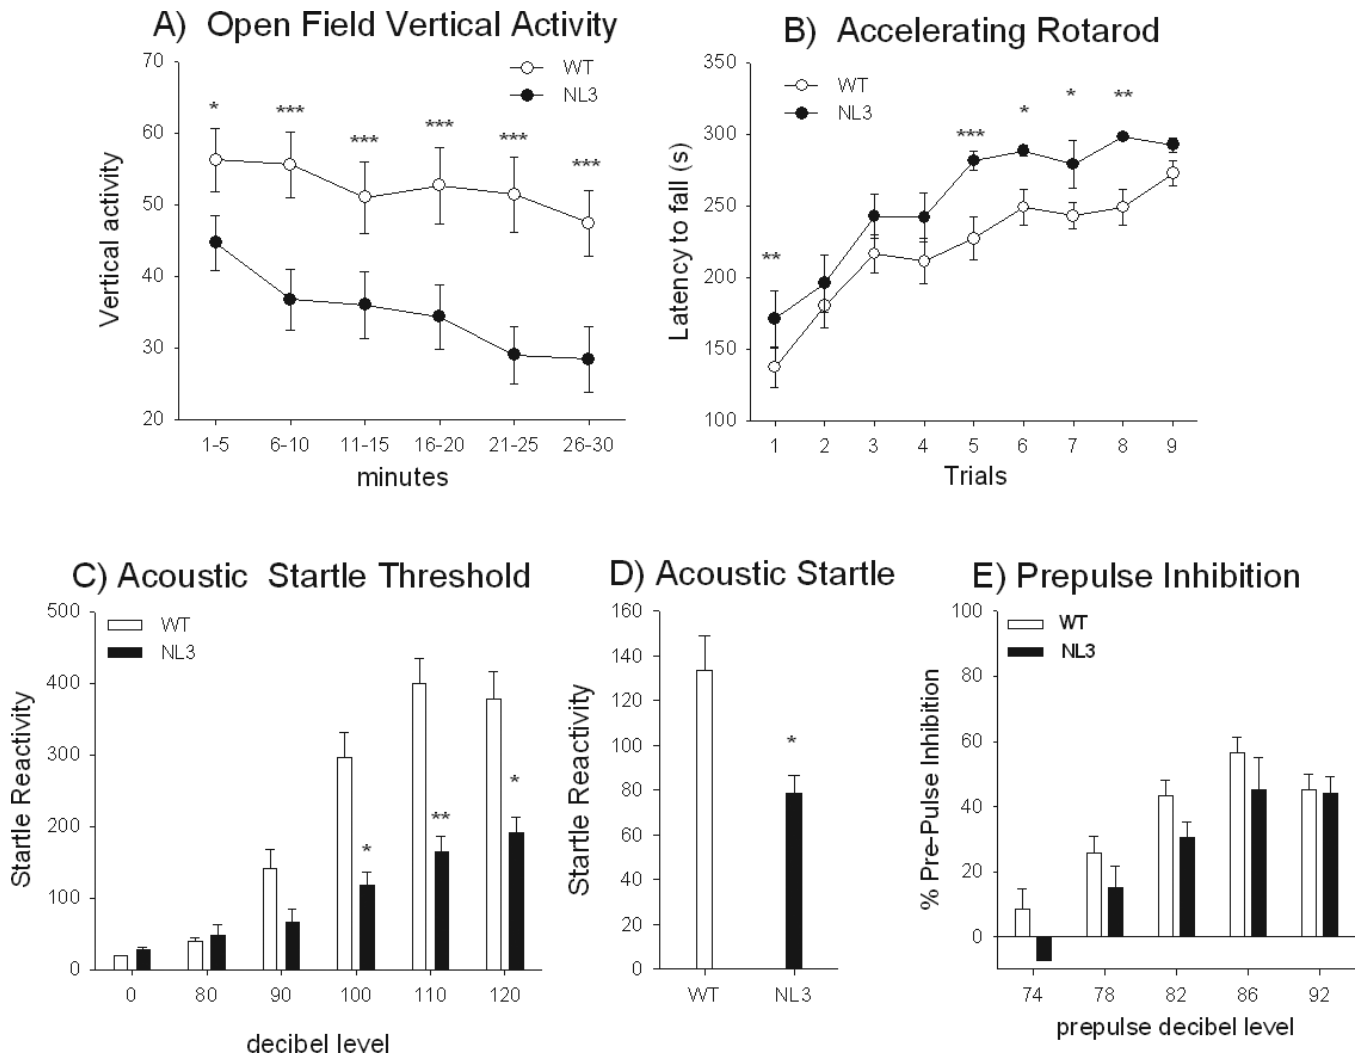 A) Open Field Vertical Activity
70
60
50
40
30
20
Vertical activity
WT
NL3
*
***
***
***
***
***
1-5 6-10 11-15 16-20 21-25 26-30
minutes
B) Accelerating Rotarod
350
300
250
200
150
100
Latency to fall (s)
WT
NL3
**
***
*
*
**
1 2 3 4 5 6 7 8 9
Trials
C) Acoustic Startle Threshold
500
400
300
200
100
0
Startle Reactivity
WT
NL3
*
**
*
0 80 90 100 110 120
decibel level
D) Acoustic Startle
160
140
120
100
80
60
40
20
0
Startle Reactivity
*
WT NL3
E) Prepulse Inhibition
100
80
60
40
20
0
% Pre-Pulse Inhibition
WT
NL3
74 78 82 86 92
prepulse decibel level